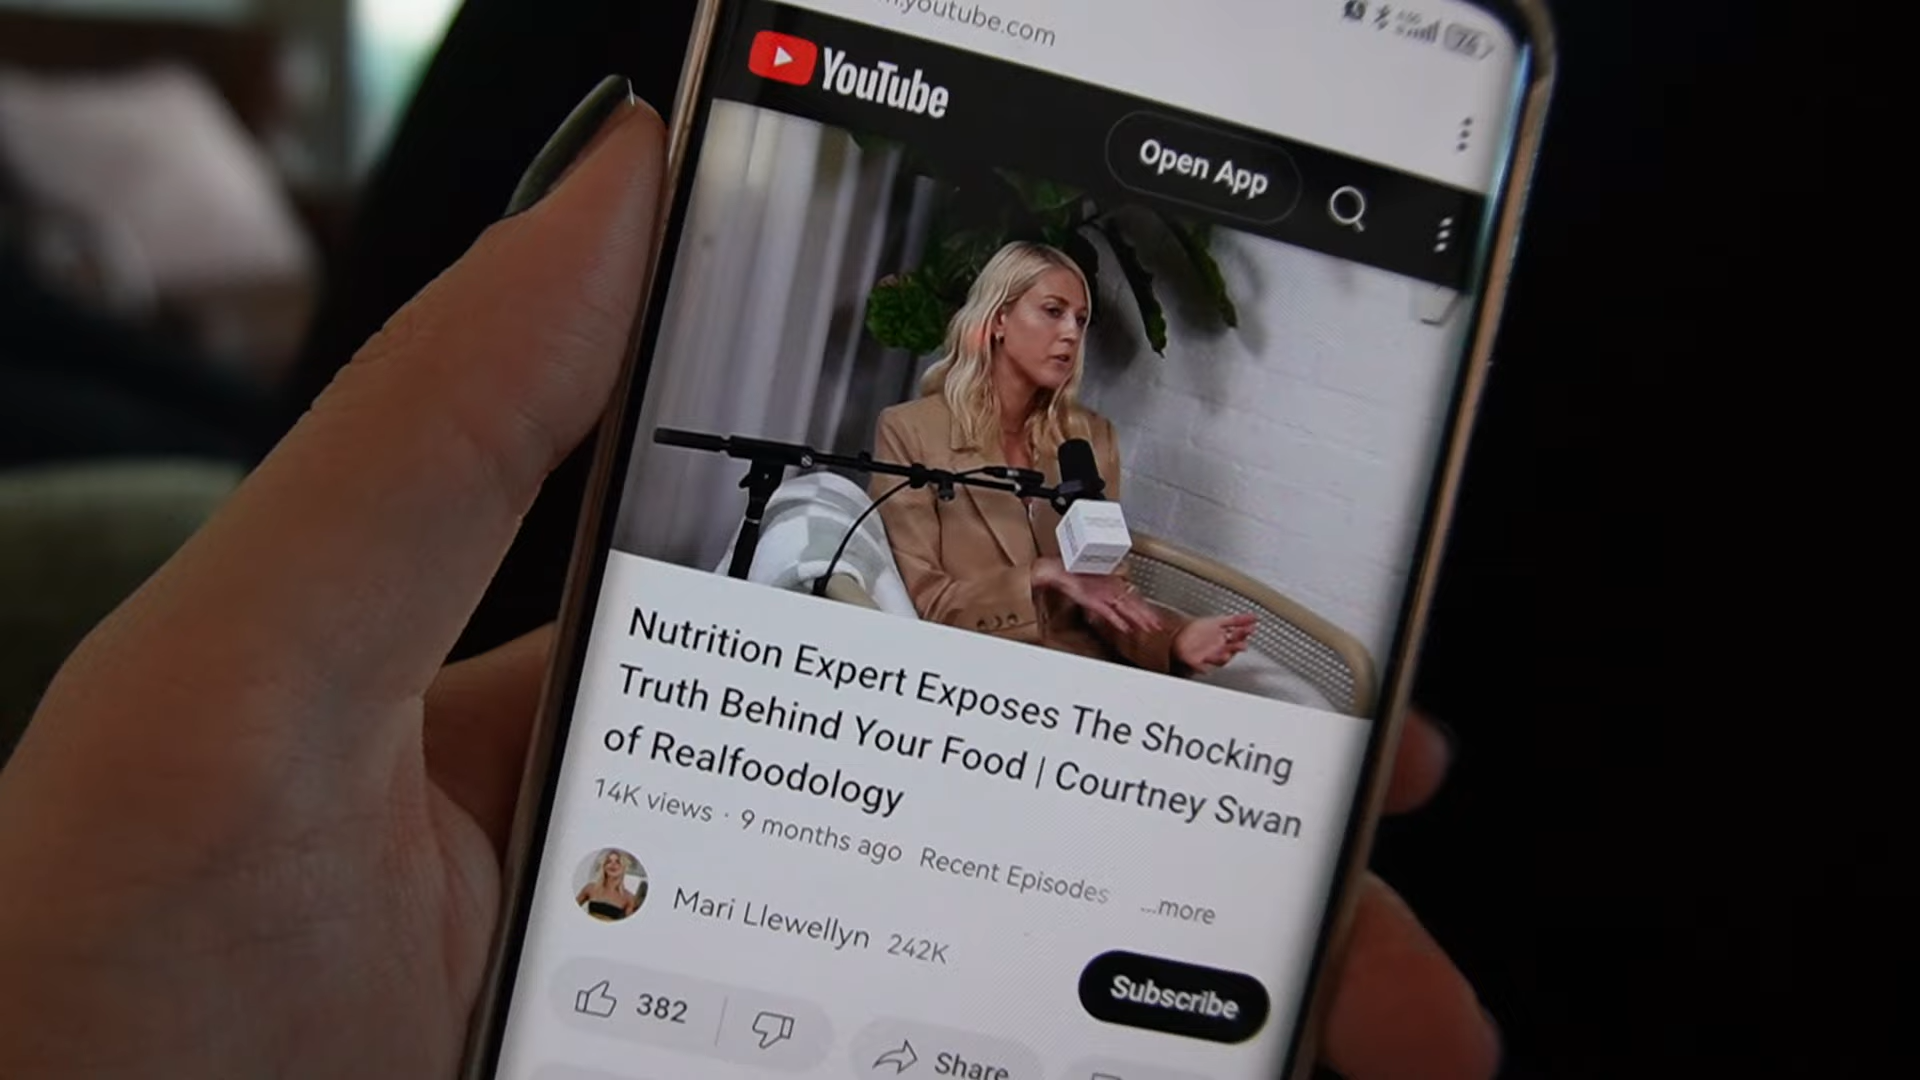 m.youtube.com
76
YouTube
Open App
Nutrition Expert Exposes The Shocking
Truth Behind Your Food | Courtney Swan
of Realfoodology
14K views · 9 months ago Recent Episodes ...more
Mari Llewellyn 242K
Subscribe
382
Share